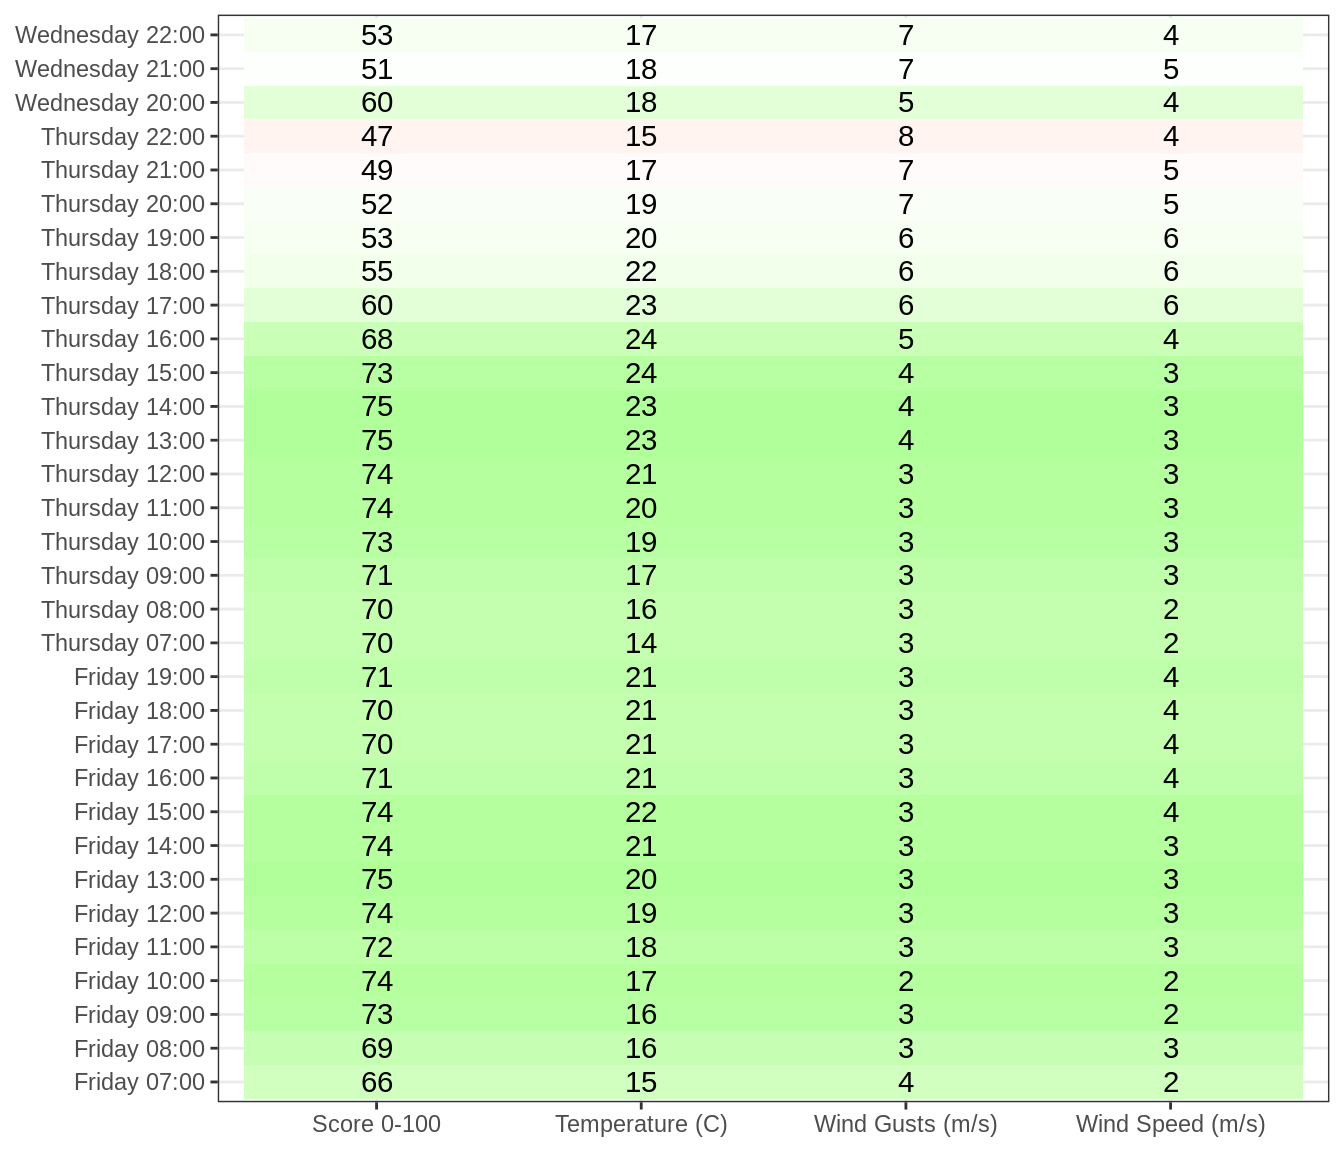 Wednesday 22:00 53 17 7 4
Wednesday 21:00 51 18 7 5
Wednesday 20:00 60 18 5 4
Thursday 22:00 47 15 8 4
Thursday 21:00 49 17 7 5
Thursday 20:00 52 19 7 5
Thursday 19:00 53 20 6 6
Thursday 18:00 55 22 6 6
Thursday 17:00 60 23 6 6
Thursday 16:00 68 24 5 4
Thursday 15:00 73 24 4 3
Thursday 14:00 75 23 4 3
Thursday 13:00 75 23 4 3
Thursday 12:00 74 21 3 3
Thursday 11:00 74 20 3 3
Thursday 10:00 73 19 3 3
Thursday 09:00 71 17 3 3
Thursday 08:00 70 16 3 2
Thursday 07:00 70 14 3 2
Friday 19:00 71 21 3 4
Friday 18:00 70 21 3 4
Friday 17:00 70 21 3 4
Friday 16:00 71 21 3 4
Friday 15:00 74 22 3 4
Friday 14:00 74 21 3 3
Friday 13:00 75 20 3 3
Friday 12:00 74 19 3 3
Friday 11:00 72 18 3 3
Friday 10:00 74 17 2 2
Friday 09:00 73 16 3 2
Friday 08:00 69 16 3 3
Friday 07:00 66 15 4 2
Score 0-100 Temperature (C) Wind Gusts (m/s) Wind Speed (m/s)